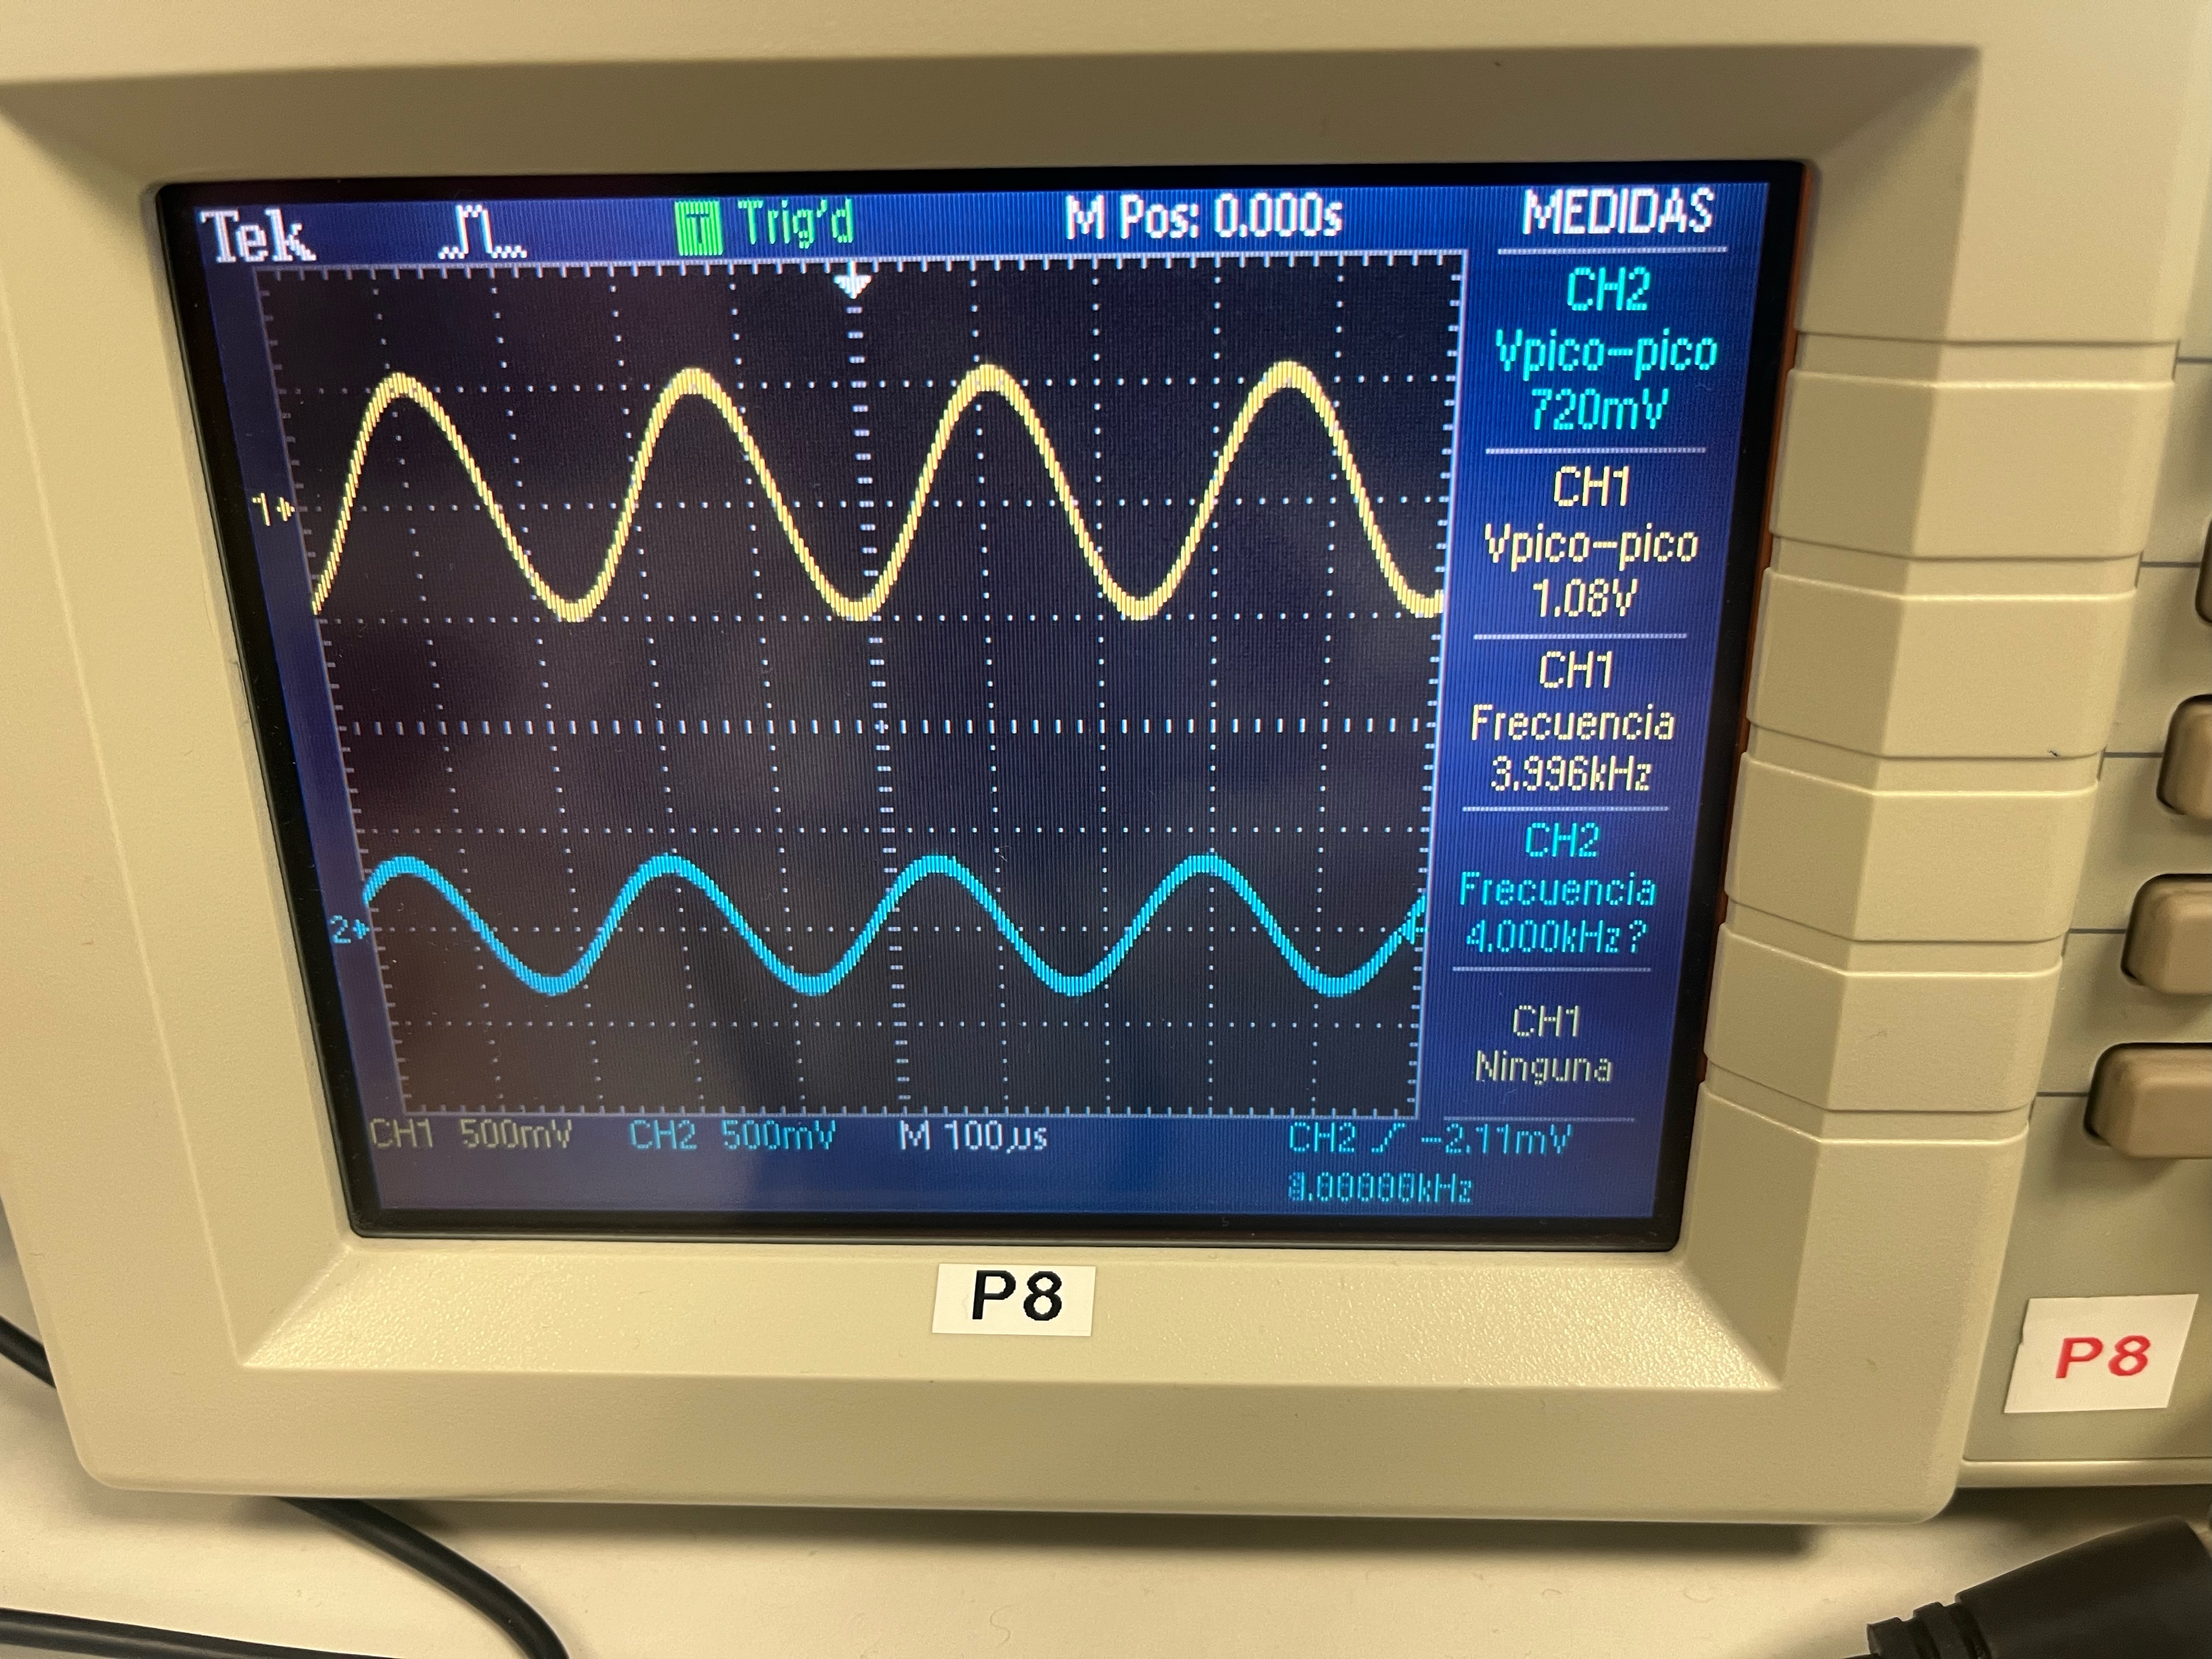 Tek Trig'd M Pos: 0.000s MEDIDAS
CH2
Vpico-pico
720mV
1
CH1
Vpico-pico
1.08V
CH1
Frecuencia
3.996kHz
CH2
Frecuencia
4.000kHz?
2
CH1
Ninguna
CH1 500mV CH2 500mV M 100µs CH2 -2.11mV
P8
P8